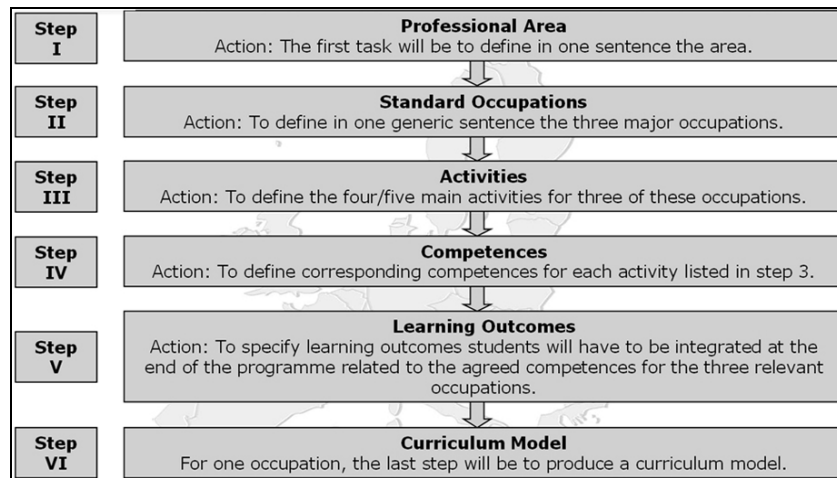 Step
I
Professional Area
Action: The first task will be to define in one sentence the area.
Step
II
Standard Occupations
Action: To define in one generic sentence the three major occupations.
Step
III
Activities
Action: To define the four/five main activities for three of these occupations.
Step
IV
Competences
Action: To define corresponding competences for each activity listed in step 3.
Step
V
Learning Outcomes
Action: To specify learning outcomes students will have to be integrated at the
end of the programme related to the agreed competences for the three relevant
occupations.
Step
VI
Curriculum Model
For one occupation, the last step will be to produce a curriculum model.